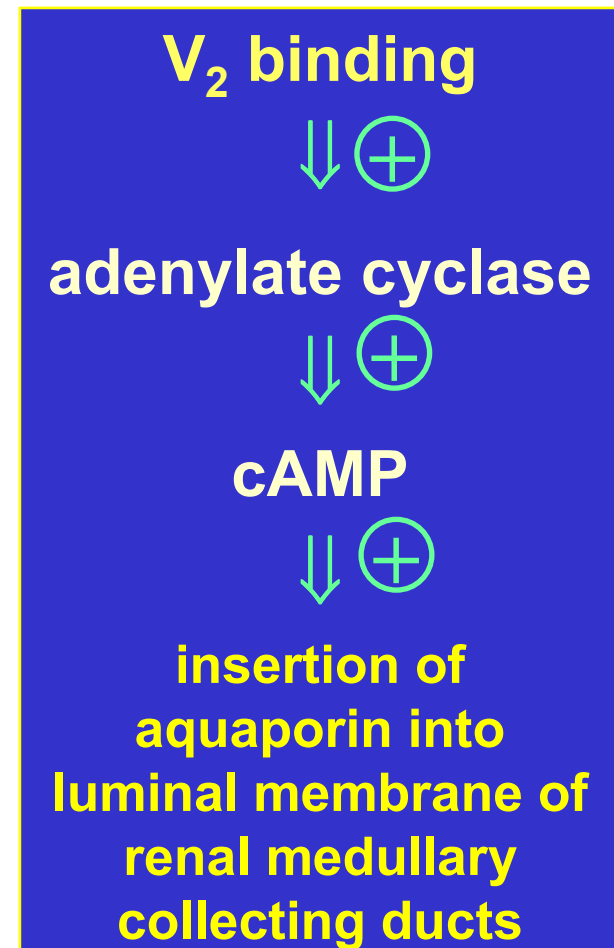 V₂ binding
⇓ ⊕
adenylate cyclase
⇓ ⊕
cAMP
⇓ ⊕
insertion of
aquaporin into
luminal membrane of
renal medullary
collecting ducts